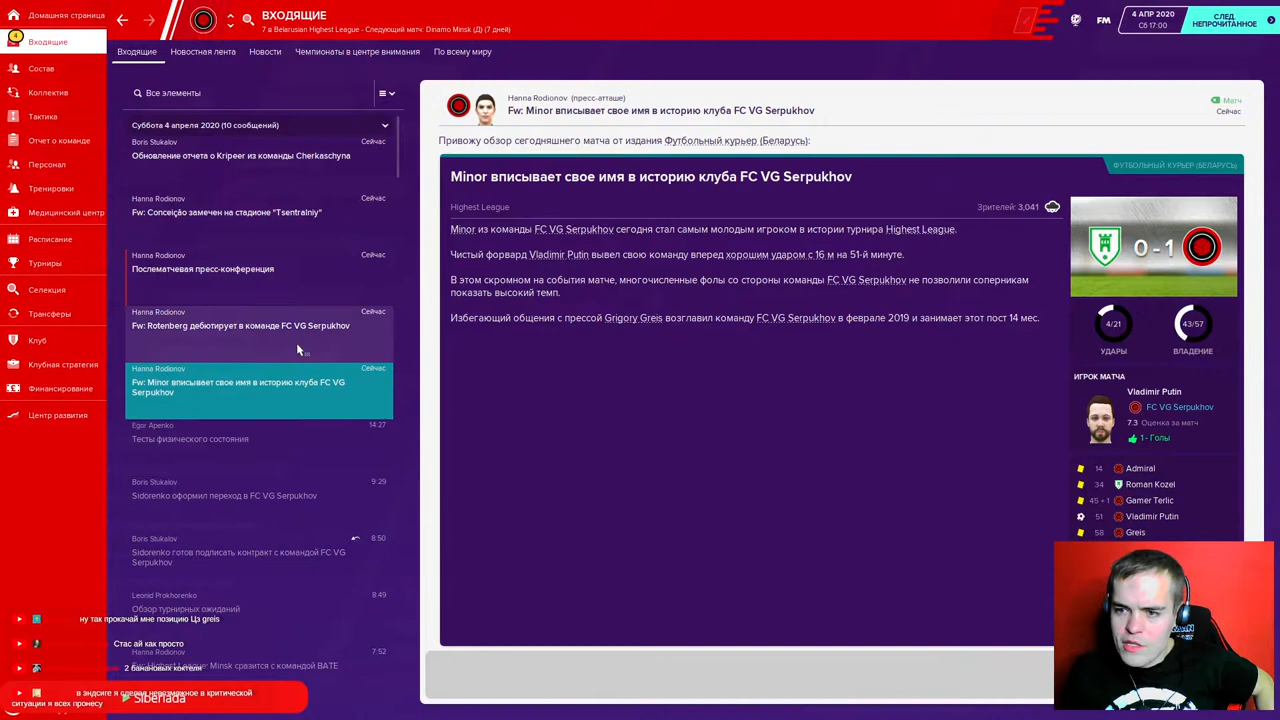 Домашняя страница
4
Входящие
Состав
Коллектив
Тактика
Отчет о команде
Персонал
Тренировки
Медицинский центр
Расписание
Турниры
Селекция
Трансферы
Клуб
Клубная стратегия
Финансирование
Центр развития
ВХОДЯЩИЕ
7 в Belarusian Highest League - Следующий матч: Dinamo Minsk (Д) (7 дней)
FM
4 АПР 2020
Сб 17:00
СЛЕД.
НЕПРОЧИТАННОЕ
Входящие
Новостная лента
Новости
Чемпионаты в центре внимания
По всему миру
Все элементы
Суббота 4 апреля 2020 (10 сообщений)
Boris Stukalov
Сейчас
Обновление отчета о Kripeer из команды Cherkaschyna
Hanna Rodionov
Сейчас
Fw: Conceição замечен на стадионе "Tsentralniy"
Hanna Rodionov
Сейчас
Послематчевая пресс-конференция
Hanna Rodionov
Сейчас
Fw: Rotenberg дебютирует в команде FC VG Serpukhov
Hanna Rodionov
Сейчас
Fw: Minor вписывает свое имя в историю клуба FC VG
Serpukhov
Egor Apenko
14:27
Тесты физического состояния
Boris Stukalov
9:29
Sidorenko оформил переход в FC VG Serpukhov
Boris Stukalov
8:50
Sidorenko готов подписать контракт с командой FC VG
Serpukhov
Leonid Prokhorenko
8:49
Обзор турнирных ожиданий
Hanna Rodionov
7:52
Fw: Highest League: Minsk сразится с командой BATE
Hanna Rodionov (пресс-атташе)
Fw: Minor вписывает свое имя в историю клуба FC VG Serpukhov
Матч
Сейчас
Привожу обзор сегодняшнего матча от издания Футбольный курьер (Беларусь):
ФУТБОЛЬНЫЙ КУРЬЕР (БЕЛАРУСЬ)
Minor вписывает свое имя в историю клуба FC VG Serpukhov
Highest League
Зрителей: 3,041
Minor из команды FC VG Serpukhov сегодня стал самым молодым игроком в истории турнира Highest League.
Чистый форвард Vladimir Putin вывел свою команду вперед хорошим ударом с 16 м на 51-й минуте.
В этом скромном на события матче, многочисленные фолы со стороны команды FC VG Serpukhov не позволили соперникам
показать высокий темп.
Избегающий общения с прессой Grigory Greis возглавил команду FC VG Serpukhov в феврале 2019 и занимает этот пост 14 мес.
0 - 1
4/21
УДАРЫ
43/57
ВЛАДЕНИЕ
ИГРОК МАТЧА
Vladimir Putin
FC VG Serpukhov
7.3 Оценка за матч
1 - Голы
14 Admiral
34 Roman Kozel
45 + 1 Gamer Terlic
51 Vladimir Putin
58 Greis
ну так прокачай мне позицию Цз greis
Стас ай как просто
2 банановых коктеля
в эндсиге я сделал невозможное в критической
ситуации я всех пронесу
Siberiada